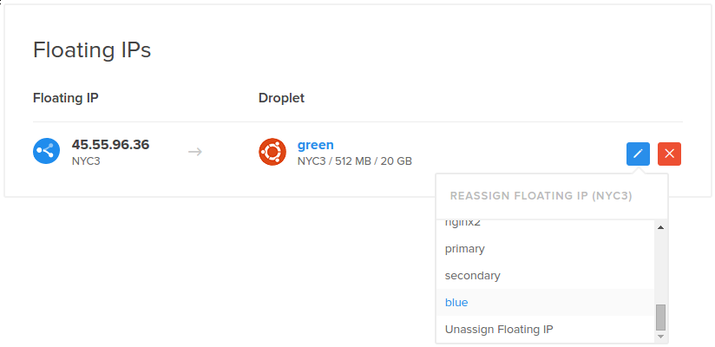 Floating IPs
Floating IP
Droplet
45.55.96.36
NYC3
green
NYC3 / 512 MB / 20 GB
REASSIGN FLOATING IP (NYC3)
nginx2
primary
secondary
blue
Unassign Floating IP